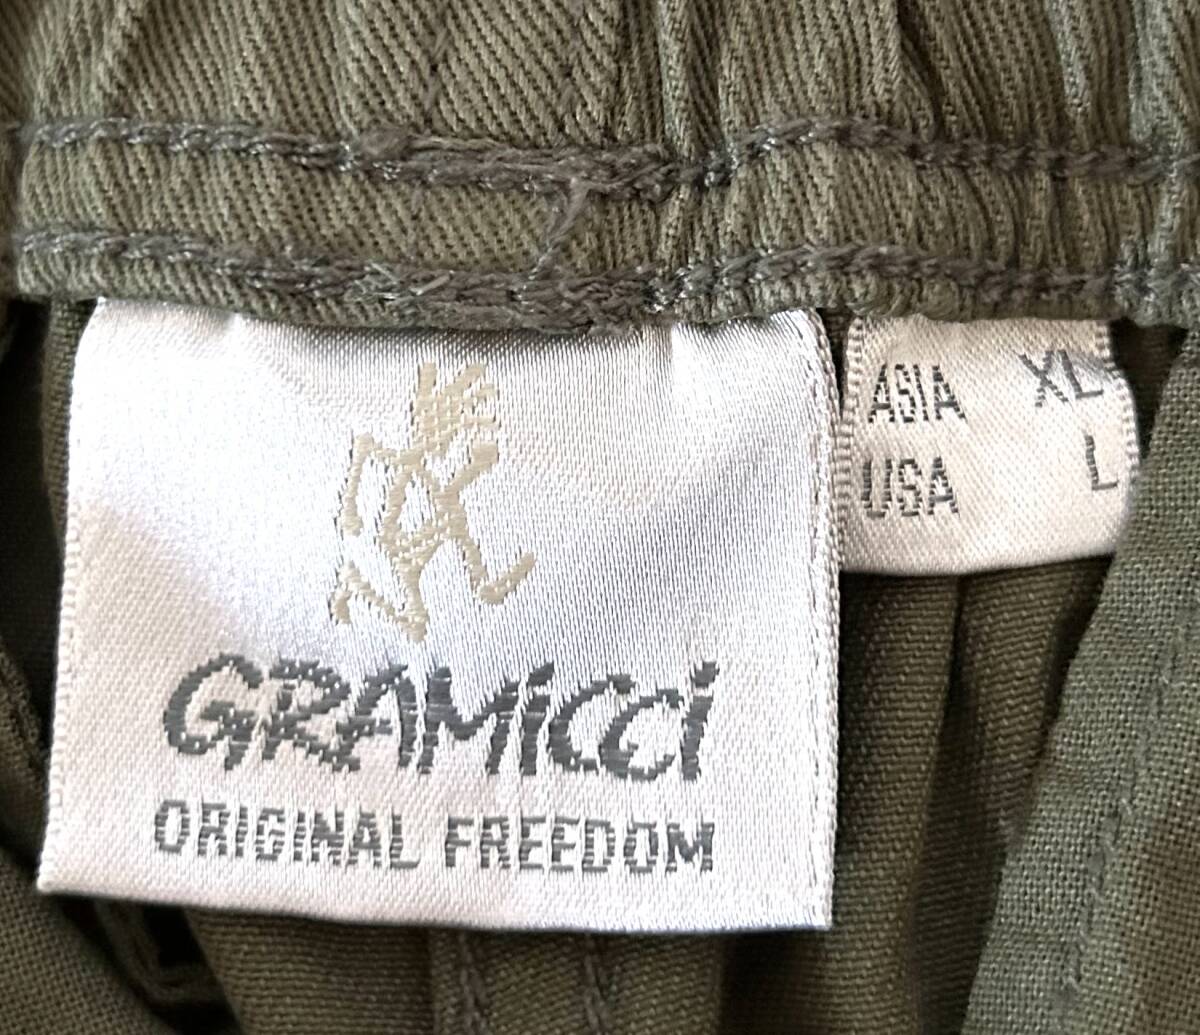 GRAMiCCi
ORIGINAL FREEDOM
ASIA XL
USA L